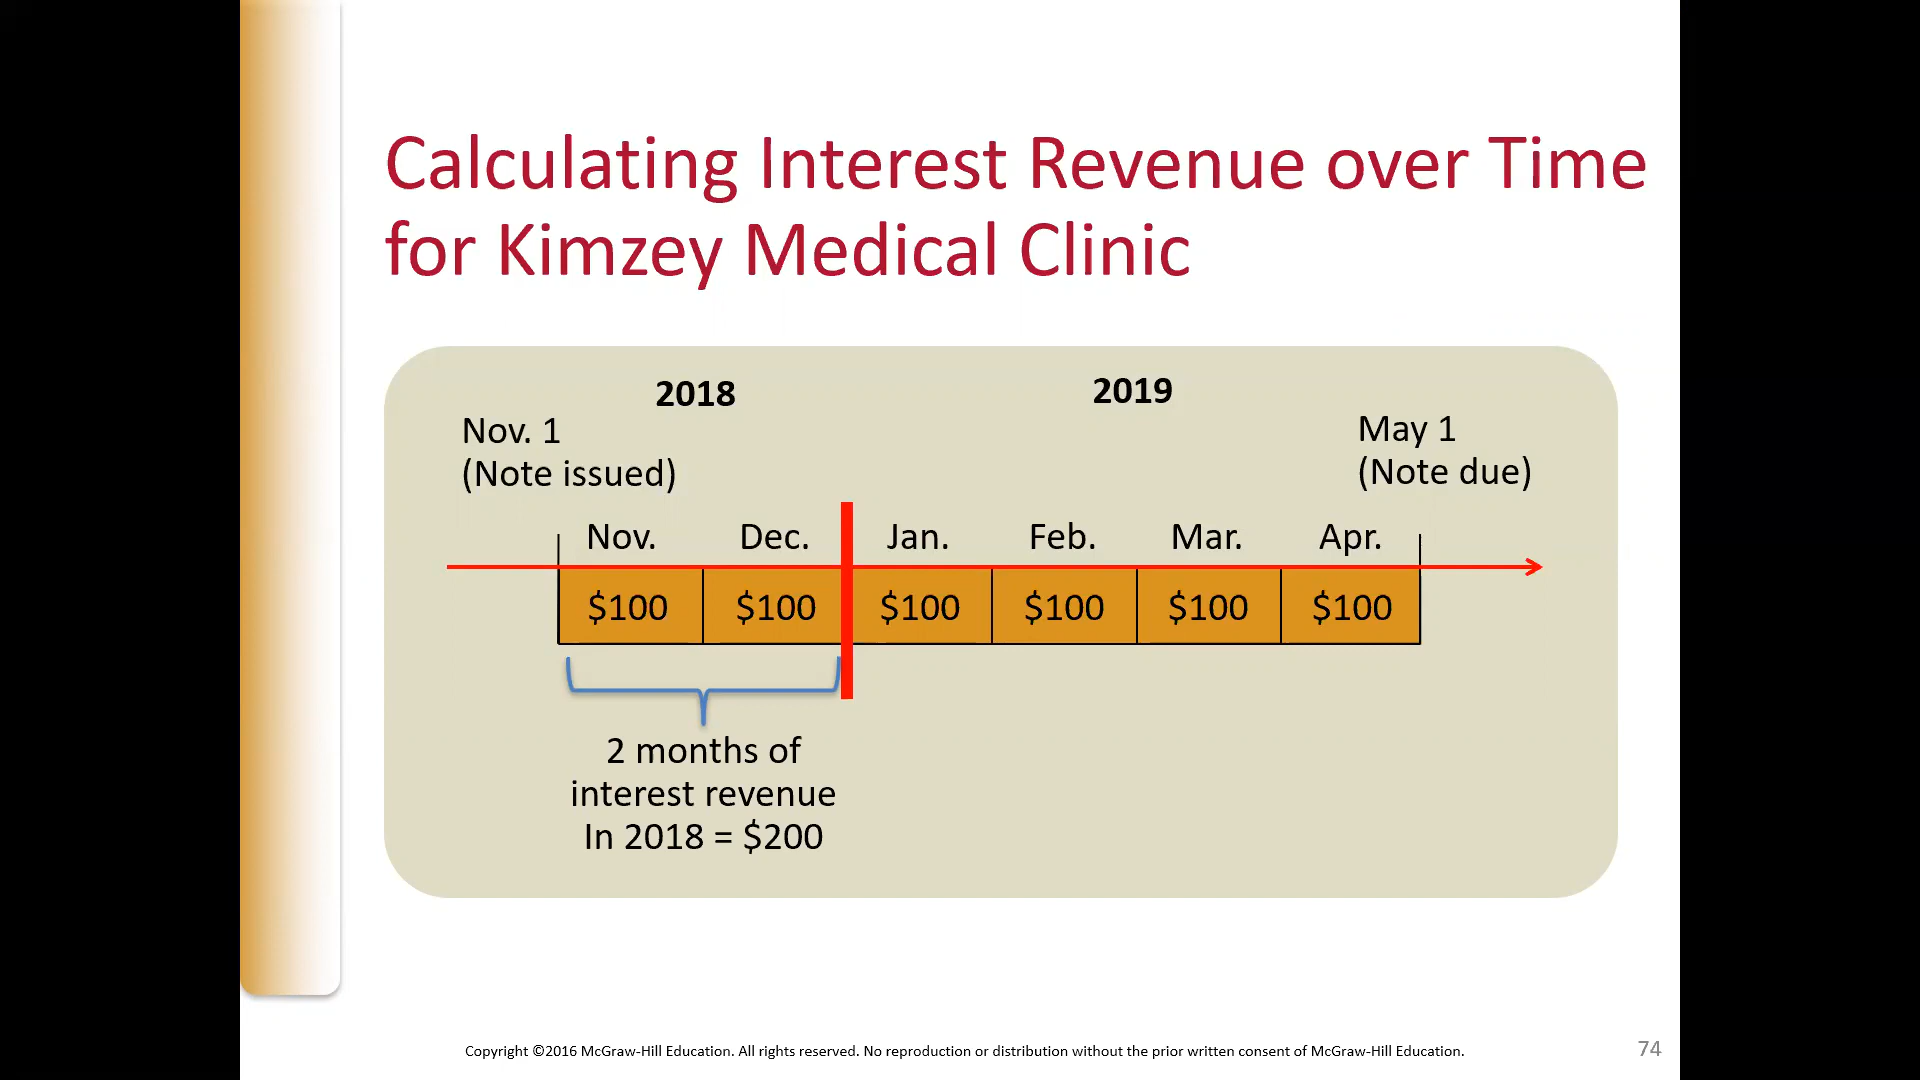 Calculating Interest Revenue over Time
for Kimzey Medical Clinic
2018
2019
Nov. 1
(Note issued)
May 1
(Note due)
Nov. Dec. Jan. Feb. Mar. Apr.
$100 $100 $100 $100 $100 $100
2 months of
interest revenue
In 2018 = $200
Copyright ©2016 McGraw-Hill Education. All rights reserved. No reproduction or distribution without the prior written consent of McGraw-Hill Education.
74